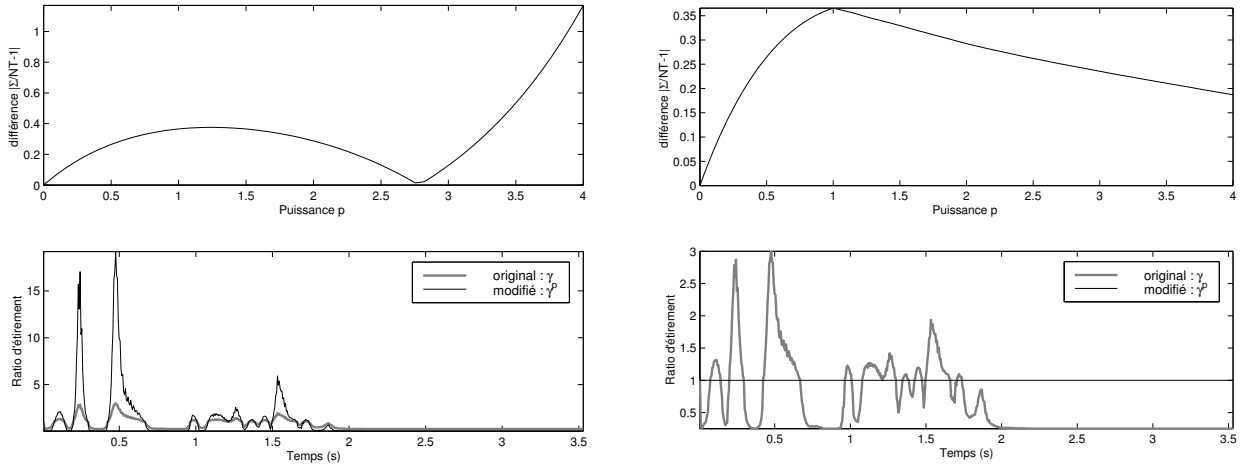 différence |Σ/NT-1|
1
0.8
0.6
0.4
0.2
0
0 0.5 1 1.5 2 2.5 3 3.5 4
Puissance p
différence |Σ/NT-1|
0.35
0.3
0.25
0.2
0.15
0.1
0.05
0
0 0.5 1 1.5 2 2.5 3 3.5 4
Puissance p
Ratio d'étirement
15
10
5
0.5 1 1.5 2 2.5 3 3.5
Temps (s)
original : γ
modifié : γᵖ
Ratio d'étirement
3
2.5
2
1.5
1
0.5
0.5 1 1.5 2 2.5 3 3.5
Temps (s)
original : γ
modifié : γᵖ